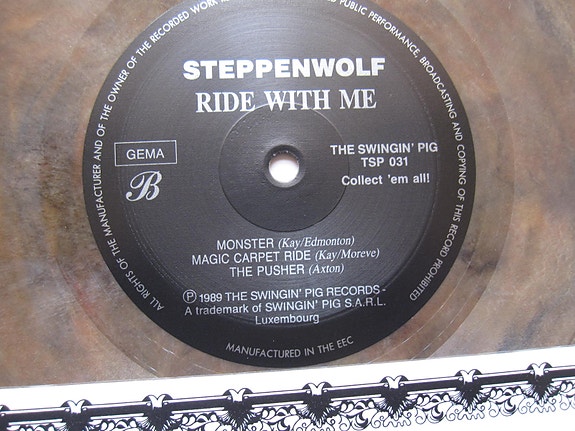 ALL RIGHTS OF THE MANUFACTURER AND OF THE OWNER OF THE RECORDED WORK
PUBLIC PERFORMANCE, BROADCASTING AND COPYING OF THIS RECORD PROHIBITED
STEPPENWOLF
RIDE WITH ME
GEMA
B
THE SWINGIN' PIG
TSP 031
Collect 'em all!
MONSTER (Kay/Edmonton)
MAGIC CARPET RIDE (Kay/Moreve)
THE PUSHER (Axton)
Ⓟ 1989 THE SWINGIN' PIG RECORDS -
A trademark of SWINGIN' PIG S.A.R.L.
Luxembourg
MANUFACTURED IN THE EEC